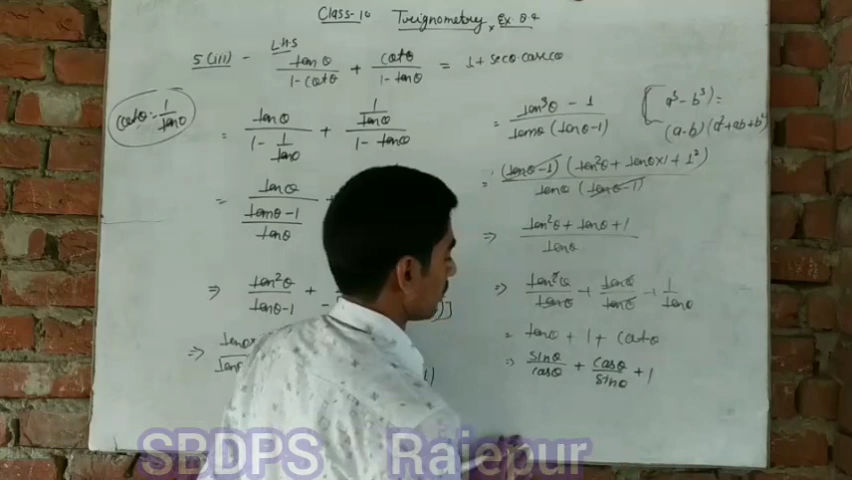 Class-10 Treignometry, Ex. 8.4
5(iii) - L.H.S
tanθ/1-cotθ + cotθ/1-tanθ = 1+secθ.cosecθ
cotθ = 1/tanθ
= tanθ/1-1/tanθ + 1/tanθ/1-tanθ
= tanθ/tanθ-1/tanθ
⇒ tan²θ/tanθ-1 +
⇒
= tan³θ-1/tanθ(tanθ-1)
[a³-b³) =
(a-b)(a²+ab+b²
= (tanθ-1)(tan²θ+tanθ×1+1²)/tanθ(tanθ-1)
⇒ tan²θ+tanθ+1/tanθ
⇒ tan²θ/tanθ + tanθ/tanθ + 1/tanθ
= tanθ+1+cotθ
⇒ sinθ/cosθ + cosθ/sinθ + 1
SBDPS Rajepur